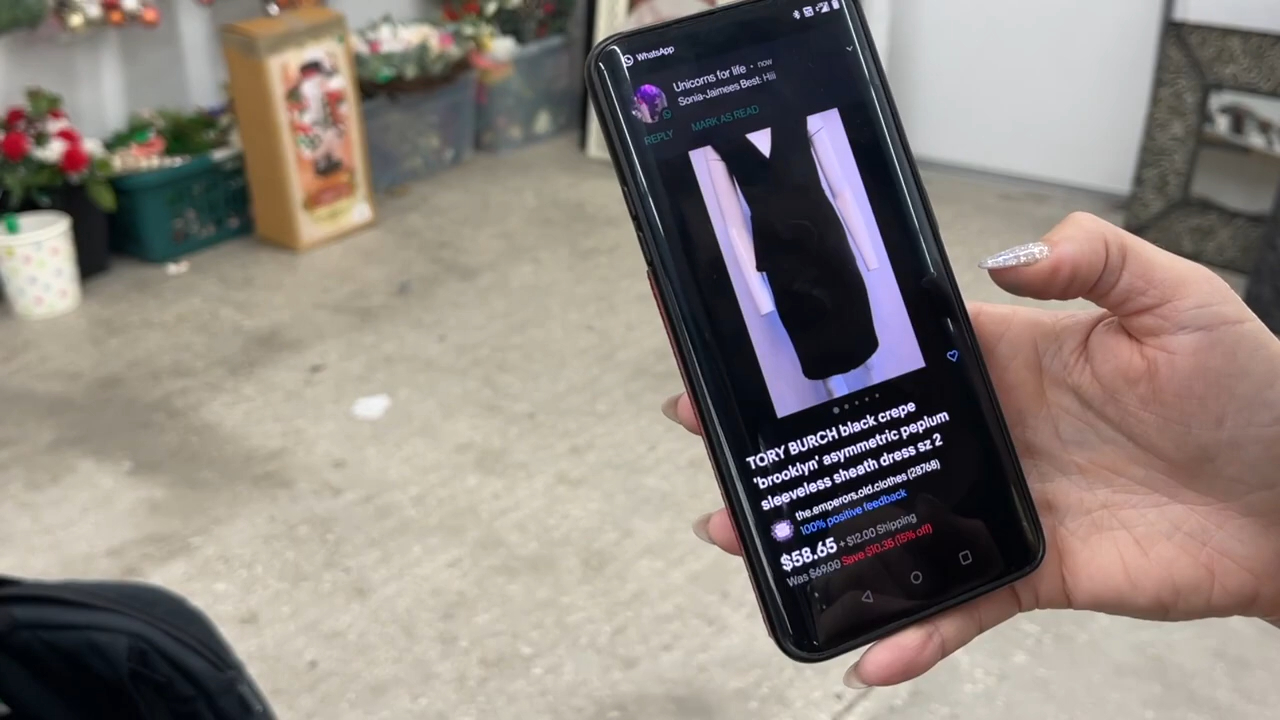 WhatsApp
Unicorns for life • now
Sonia-Jaimees Best: Hiii
REPLY MARK AS READ
TORY BURCH black crepe
'brooklyn' asymmetric peplum
sleeveless sheath dress sz 2
the.emperors.old.clothes (28768)
100% positive feedback
$58.65 + $12.00 Shipping
Was $69.00 Save $10.35 (15% off)